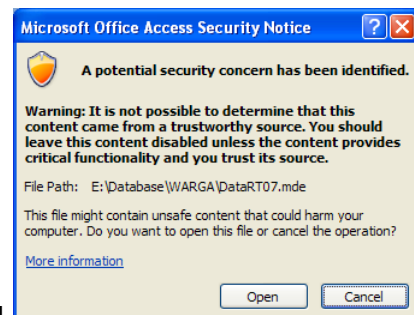 Microsoft Office Access Security Notice
A potential security concern has been identified.
Warning: It is not possible to determine that this
content came from a trustworthy source. You should
leave this content disabled unless the content provides
critical functionality and you trust its source.
File Path: E:\Database\WARGA\DataRT07.mde
This file might contain unsafe content that could harm your
computer. Do you want to open this file or cancel the operation?
More information
Open Cancel